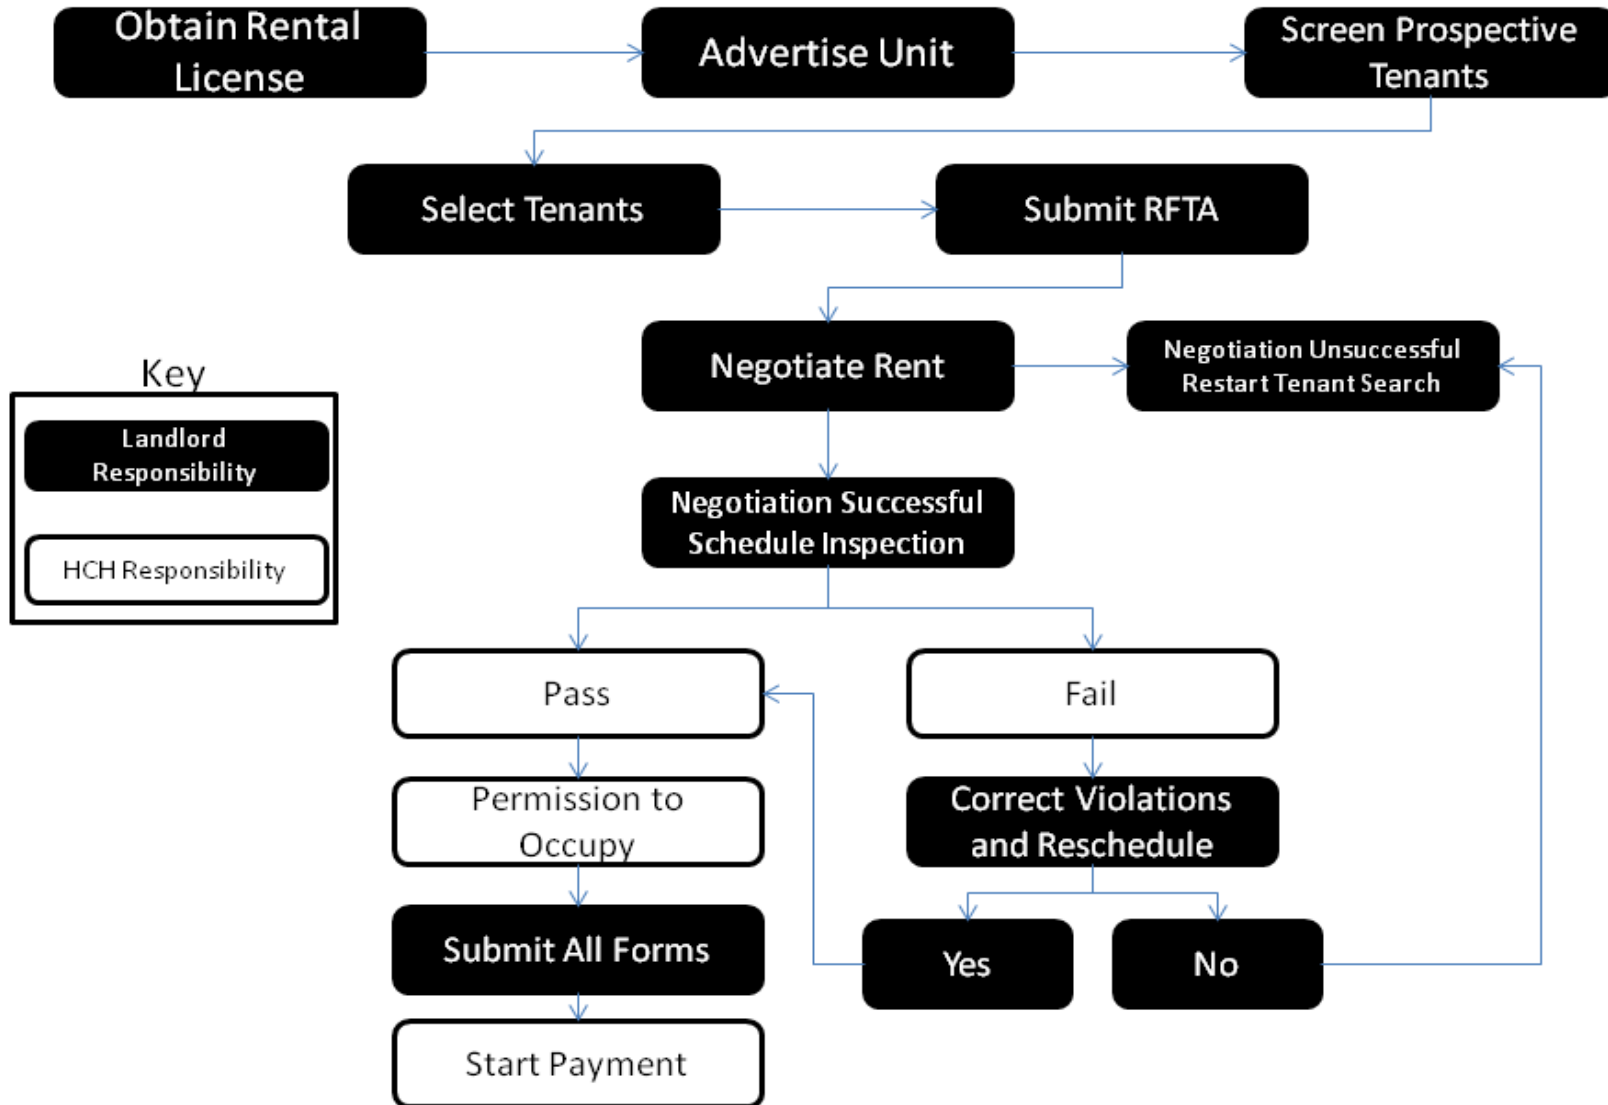 Obtain Rental
License
Advertise Unit
Screen Prospective
Tenants
Select Tenants
Submit RFTA
Negotiate Rent
Negotiation Unsuccessful
Restart Tenant Search
Key
Landlord
Responsibility
HCH Responsibility
Negotiation Successful
Schedule Inspection
Pass
Fail
Permission to
Occupy
Correct Violations
and Reschedule
Submit All Forms
Yes
No
Start Payment